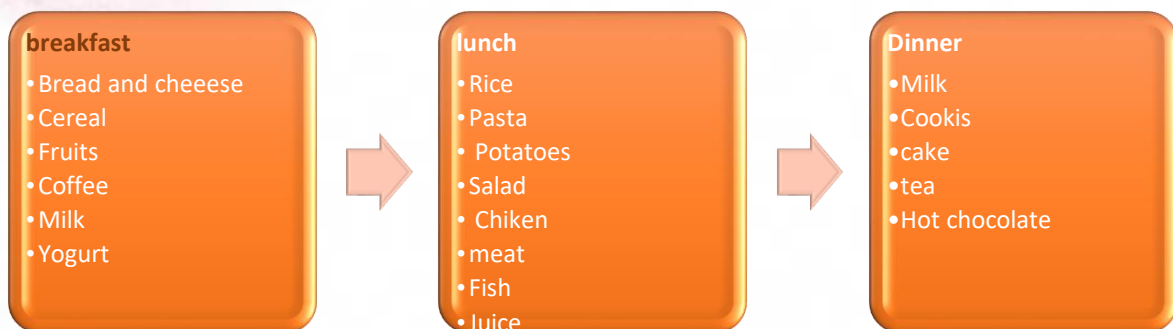 breakfast
•Bread and cheeese
•Cereal
•Fruits
•Coffee
•Milk
•Yogurt
lunch
•Rice
•Pasta
• Potatoes
•Salad
• Chiken
•meat
•Fish
•Juice
Dinner
•Milk
•Cookis
•cake
•tea
•Hot chocolate